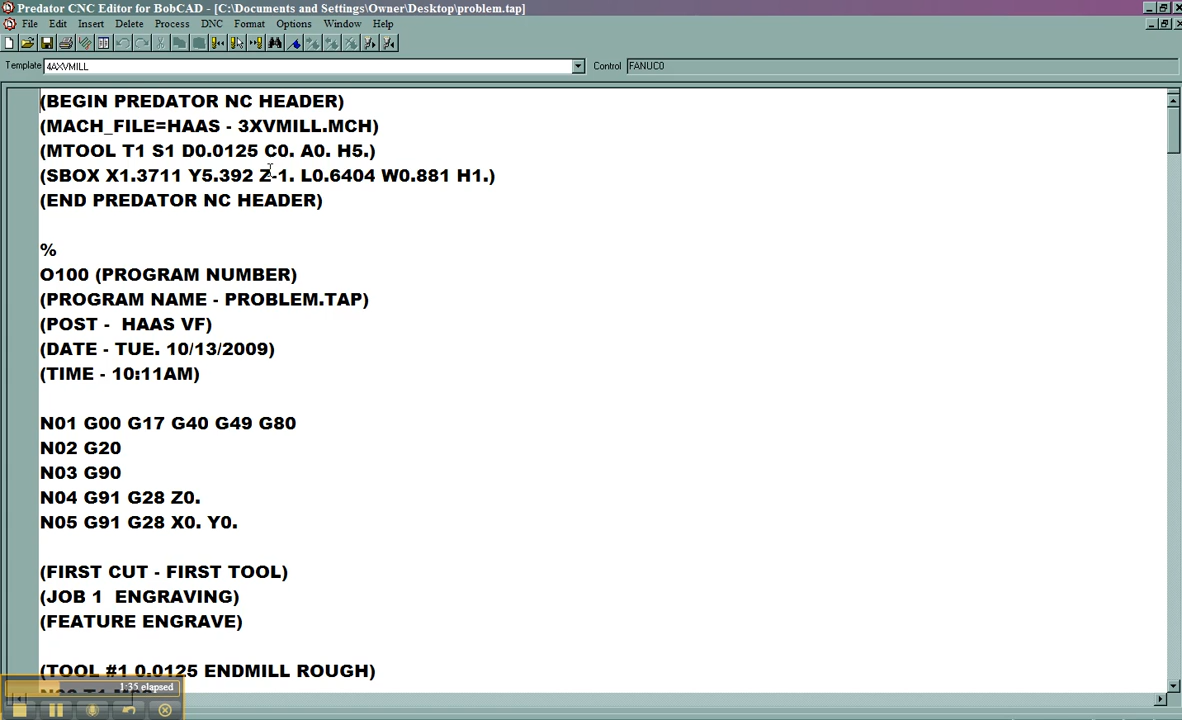 Predator CNC Editor for BobCAD - [C:\Documents and Settings\Owner\Desktop\problem.tap]
File Edit Insert Delete Process DNC Format Options Window Help
Template 4AXVMILL Control FANUC0
(BEGIN PREDATOR NC HEADER)
(MACH_FILE=HAAS - 3XVMILL.MCH)
(MTOOL T1 S1 D0.0125 C0. A0. H5.)
(SBOX X1.3711 Y5.392 Z-1. L0.6404 W0.881 H1.)
(END PREDATOR NC HEADER)
%
O100 (PROGRAM NUMBER)
(PROGRAM NAME - PROBLEM.TAP)
(POST -  HAAS VF)
(DATE - TUE. 10/13/2009)
(TIME - 10:11AM)
N01 G00 G17 G40 G49 G80
N02 G20
N03 G90
N04 G91 G28 Z0.
N05 G91 G28 X0. Y0.
(FIRST CUT - FIRST TOOL)
(JOB 1  ENGRAVING)
(FEATURE ENGRAVE)
(TOOL #1 0.0125 ENDMILL ROUGH)
1:35 elapsed